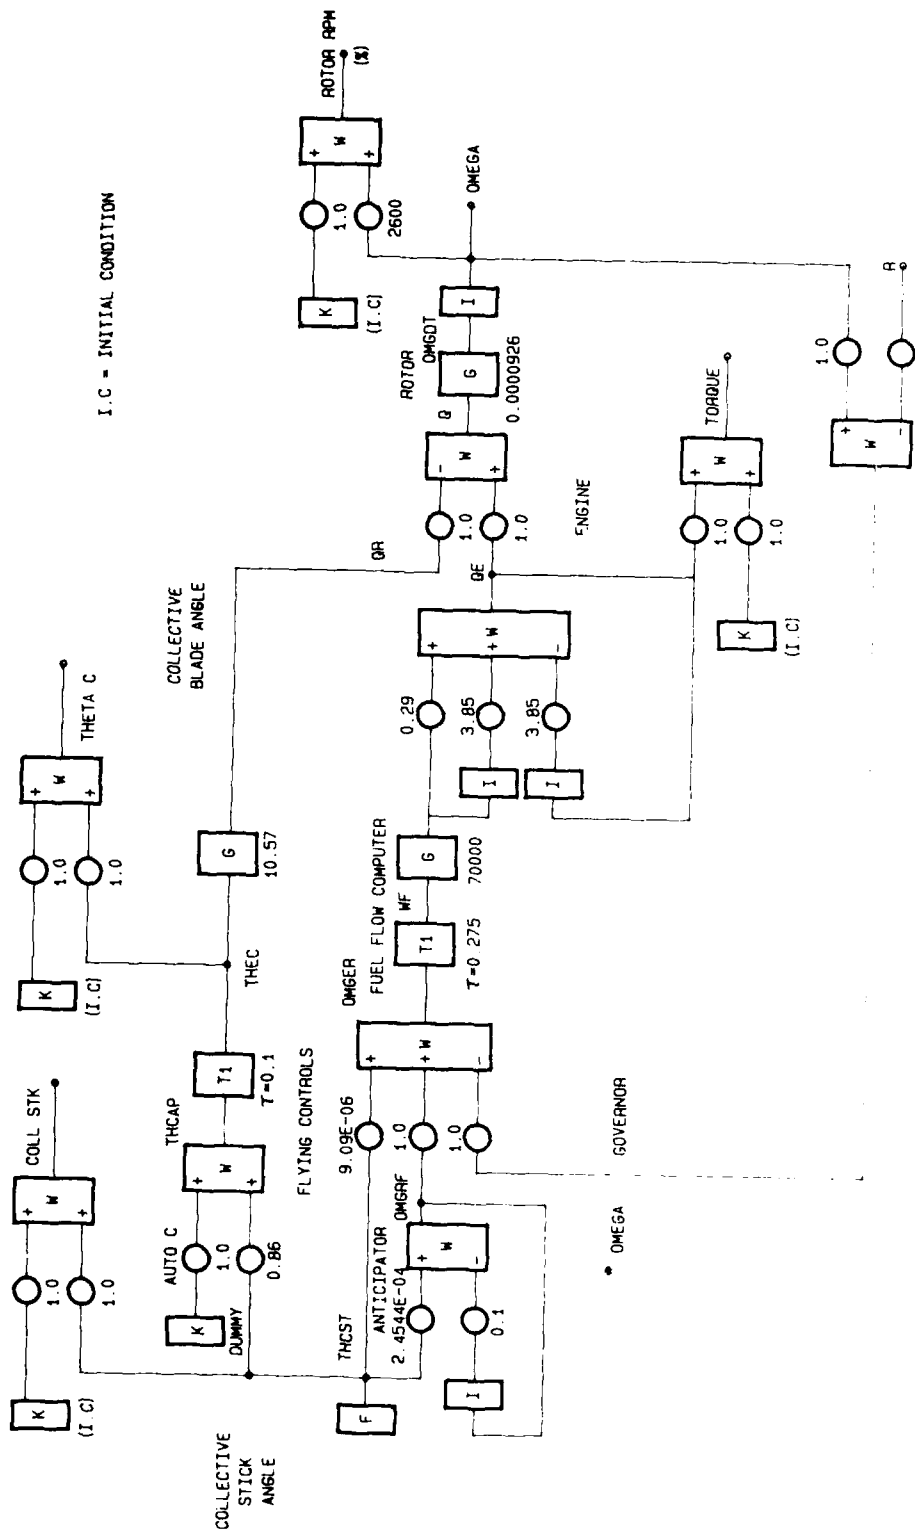 I.C = INITIAL CONDITION
COLL STK
W
+
+
1.0
1.0
K
(I.C)
THETA C
W
+
+
1.0
1.0
K
(I.C)
ROTOR RPM
(%)
W
+
+
1.0
2600
K
(I.C)
COLLECTIVE
STICK
ANGLE
AUTO C
K
DUMMY
1.0
0.86
THCAP
W
+
+
T1
τ=0.1
THEC
G
10.57
COLLECTIVE
BLADE ANGLE
QR
FLYING CONTROLS
F
THCST
ANTICIPATOR
2.4544E-04
0.1
I
W
+
-
OMGRF
9.09E-06
1.0
1.0
OMGER
+
+W
-
FUEL FLOW COMPUTER
T1
τ=0 275
WF
G
70000
I
I
0.29
3.85
3.85
+
+W
-
QE
ENGINE
1.0
1.0
-
W
+
Q
ROTOR
G
0.0000926
OMGDT
I
OMEGA
K
(I.C)
1.0
1.0
+
W
+
TORQUE
GOVERNOR
* OMEGA
W
+
-
1.0
R